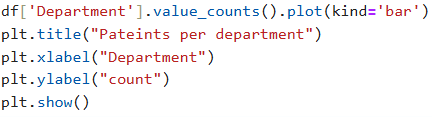 df['Department'].value_counts().plot(kind='bar')
plt.title("Pateints per department")
plt.xlabel("Department")
plt.ylabel("count")
plt.show()